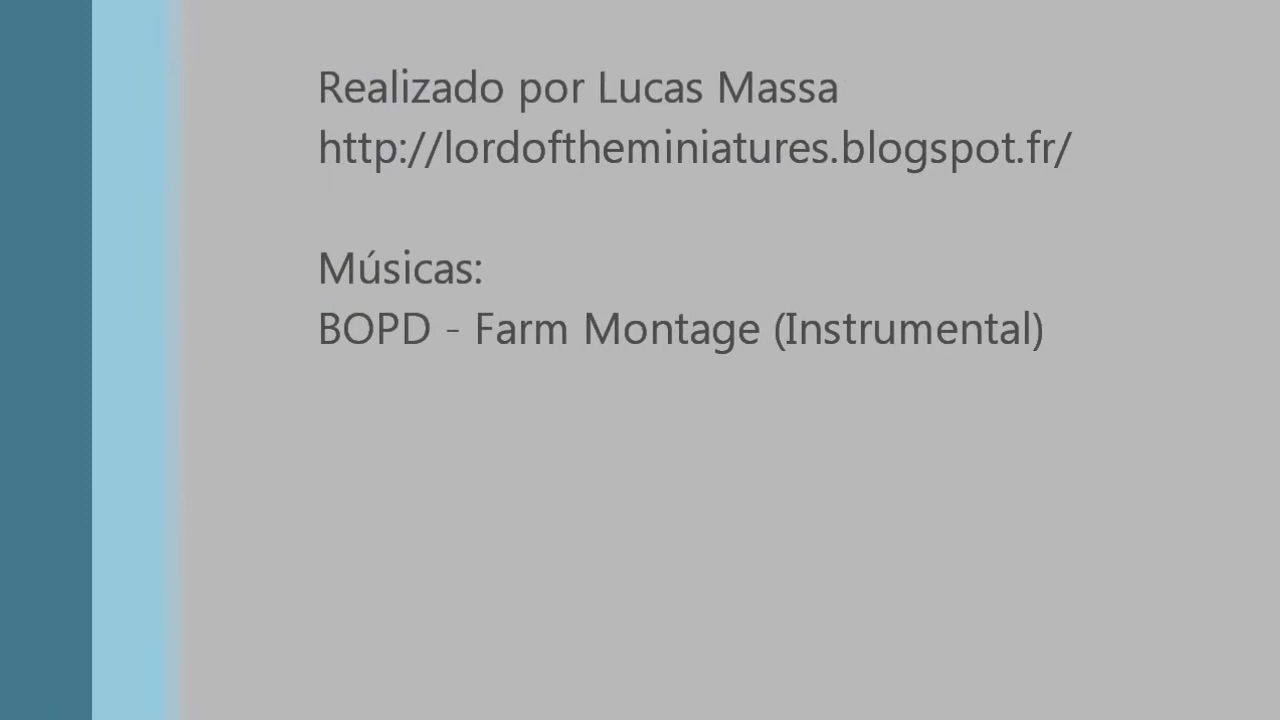 Realizado por Lucas Massa
http://lordoftheminiatures.blogspot.fr/
Músicas:
BOPD - Farm Montage (Instrumental)